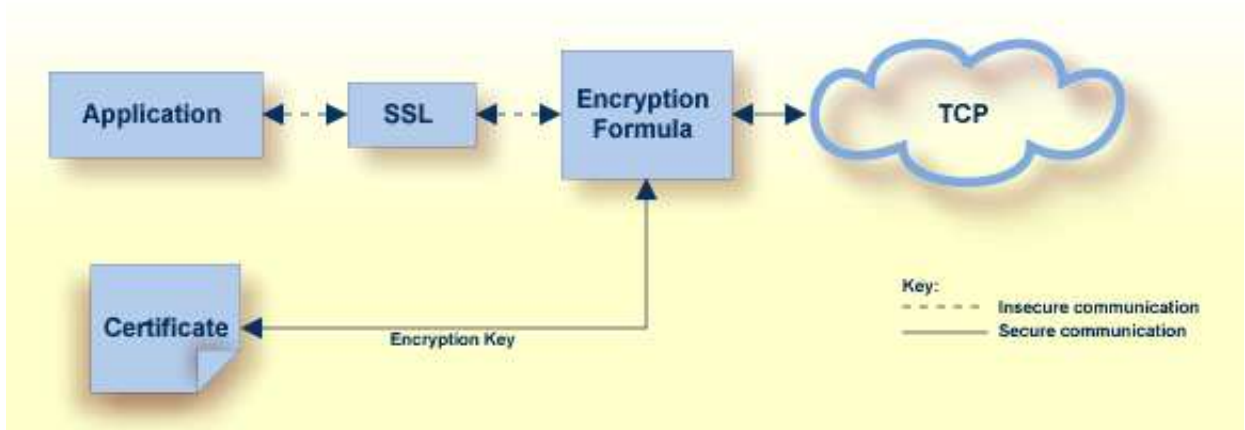 Application
SSL
Encryption
Formula
TCP
Certificate
Encryption Key
Key:
Insecure communication
Secure communication